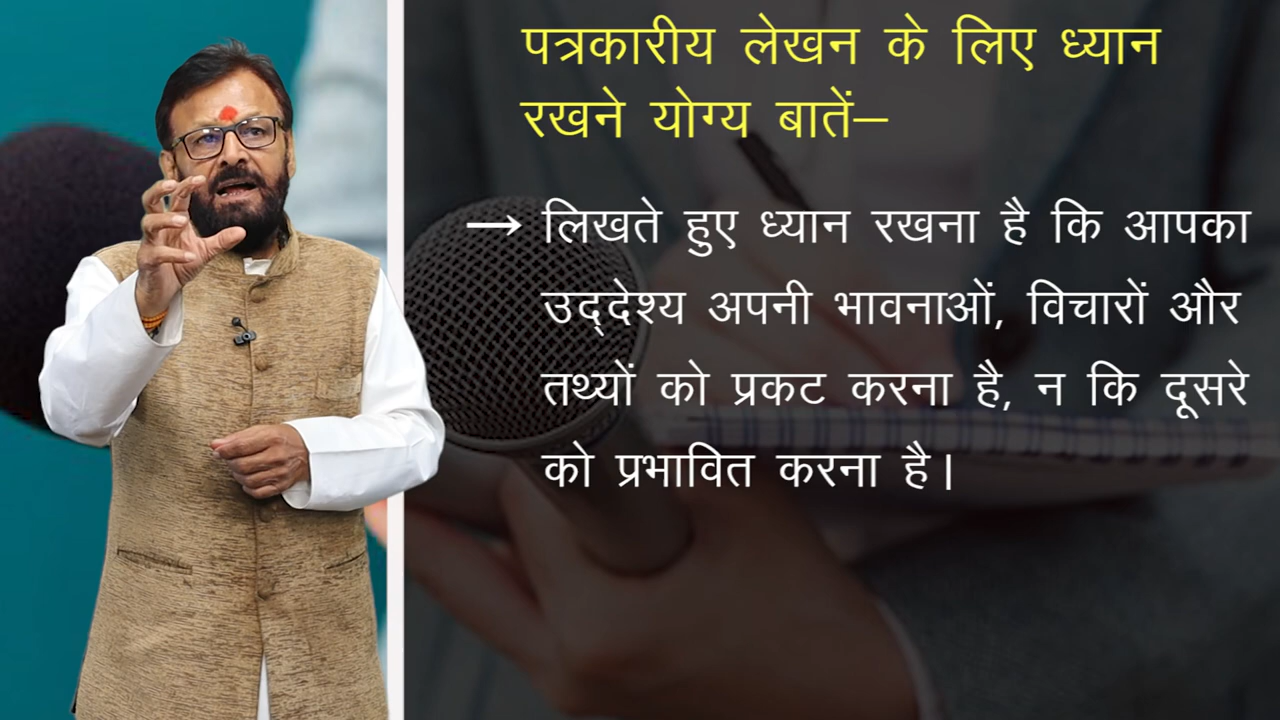 पत्रकारीय लेखन के लिए ध्यान
रखने योग्य बातें—
→ लिखते हुए ध्यान रखना है कि आपका
उद्‌देश्य अपनी भावनाओं, विचारों और
तथ्यों को प्रकट करना है, न कि दूसरे
को प्रभावित करना है।